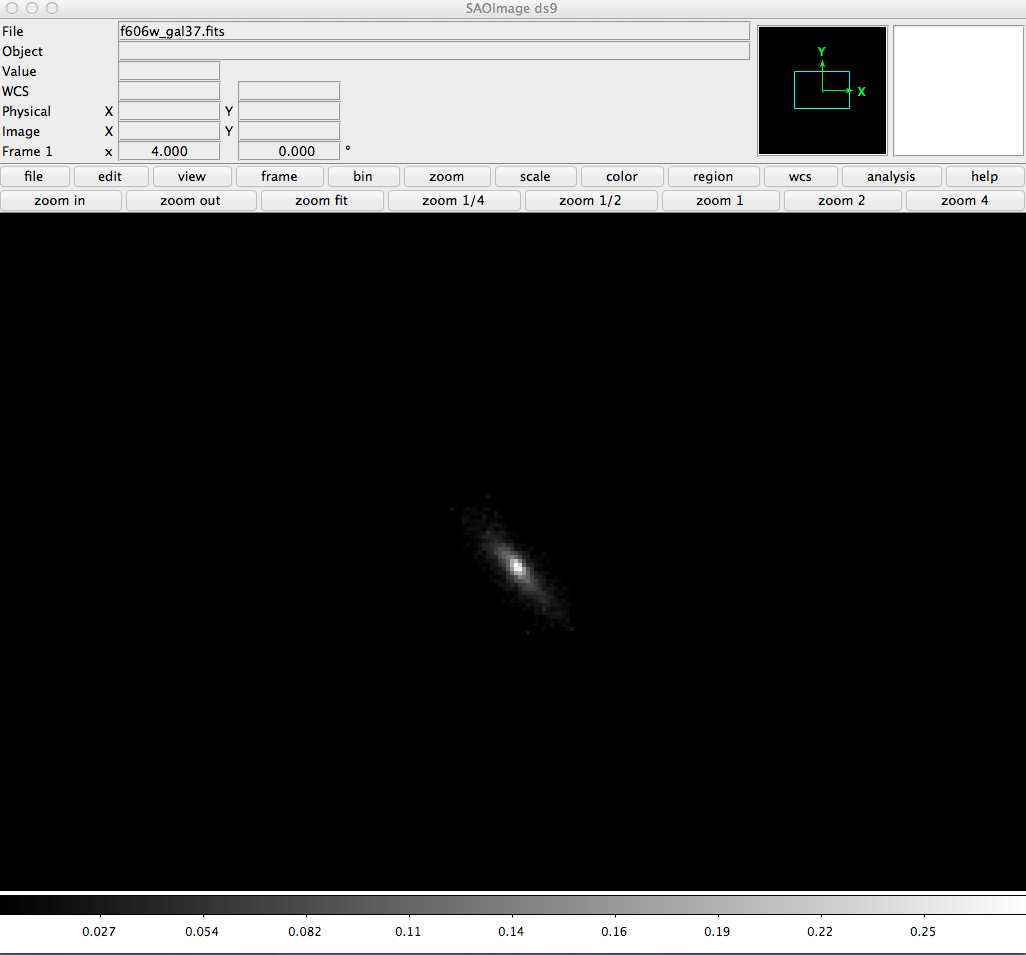 SAOImage ds9
File f606w_gal37.fits
Object
Value
WCS
Physical X Y
Image X Y
Frame 1 x 4.000 0.000 °
Y
X
file edit view frame bin zoom scale color region wcs analysis help
zoom in zoom out zoom fit zoom 1/4 zoom 1/2 zoom 1 zoom 2 zoom 4
0.027 0.054 0.082 0.11 0.14 0.16 0.19 0.22 0.25